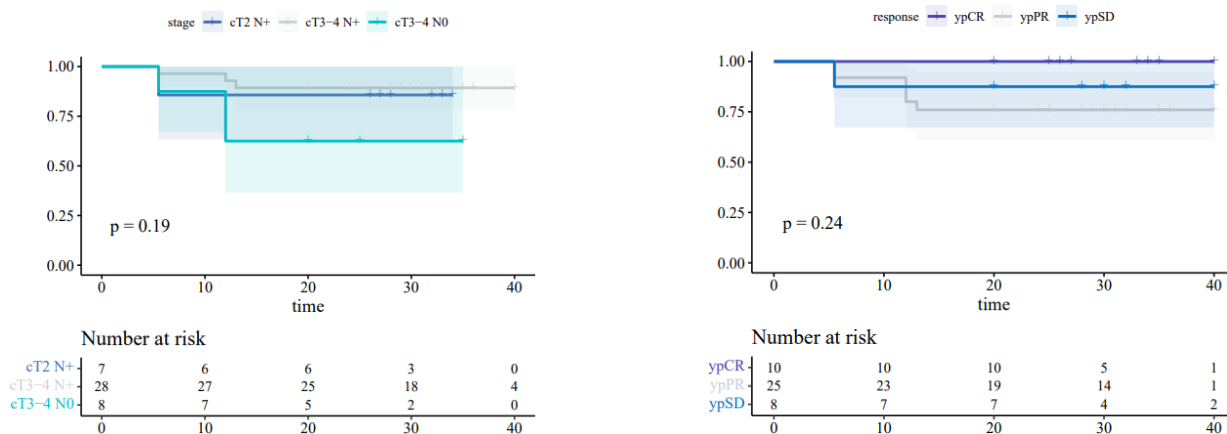 stage cT2 N+ cT3−4 N+ cT3−4 N0
1.00
0.75
0.50
0.25
0.00
p = 0.19
0 10 20 30 40
time
Number at risk
cT2 N+ 7 6 6 3 0
cT3−4 N+ 28 27 25 18 4
cT3−4 N0 8 7 5 2 0
0 10 20 30 40
response ypCR ypPR ypSD
1.00
0.75
0.50
0.25
0.00
p = 0.24
0 10 20 30 40
time
Number at risk
ypCR 10 10 10 5 1
ypPR 25 23 19 14 1
ypSD 8 7 7 4 2
0 10 20 30 40